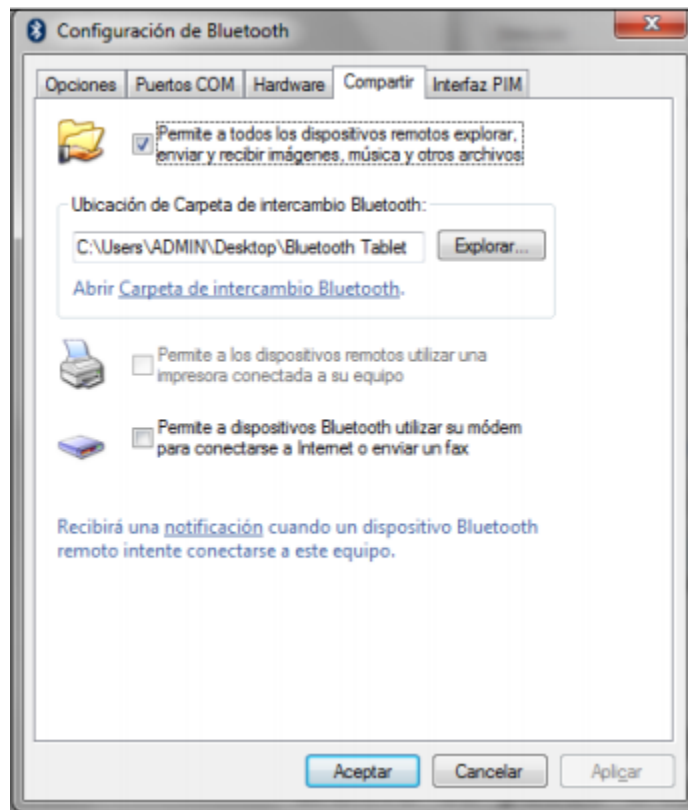 Configuración de Bluetooth
Opciones Puertos COM Hardware Compartir Interfaz PIM
Permite a todos los dispositivos remotos explorar,
enviar y recibir imágenes, música y otros archivos
Ubicación de Carpeta de intercambio Bluetooth:
C:\Users\ADMIN\Desktop\Bluetooth Tablet Explorar...
Abrir Carpeta de intercambio Bluetooth.
Permite a los dispositivos remotos utilizar una
impresora conectada a su equipo
Permite a dispositivos Bluetooth utilizar su módem
para conectarse a Internet o enviar un fax
Recibirá una notificación cuando un dispositivo Bluetooth
remoto intente conectarse a este equipo.
Aceptar Cancelar Aplicar